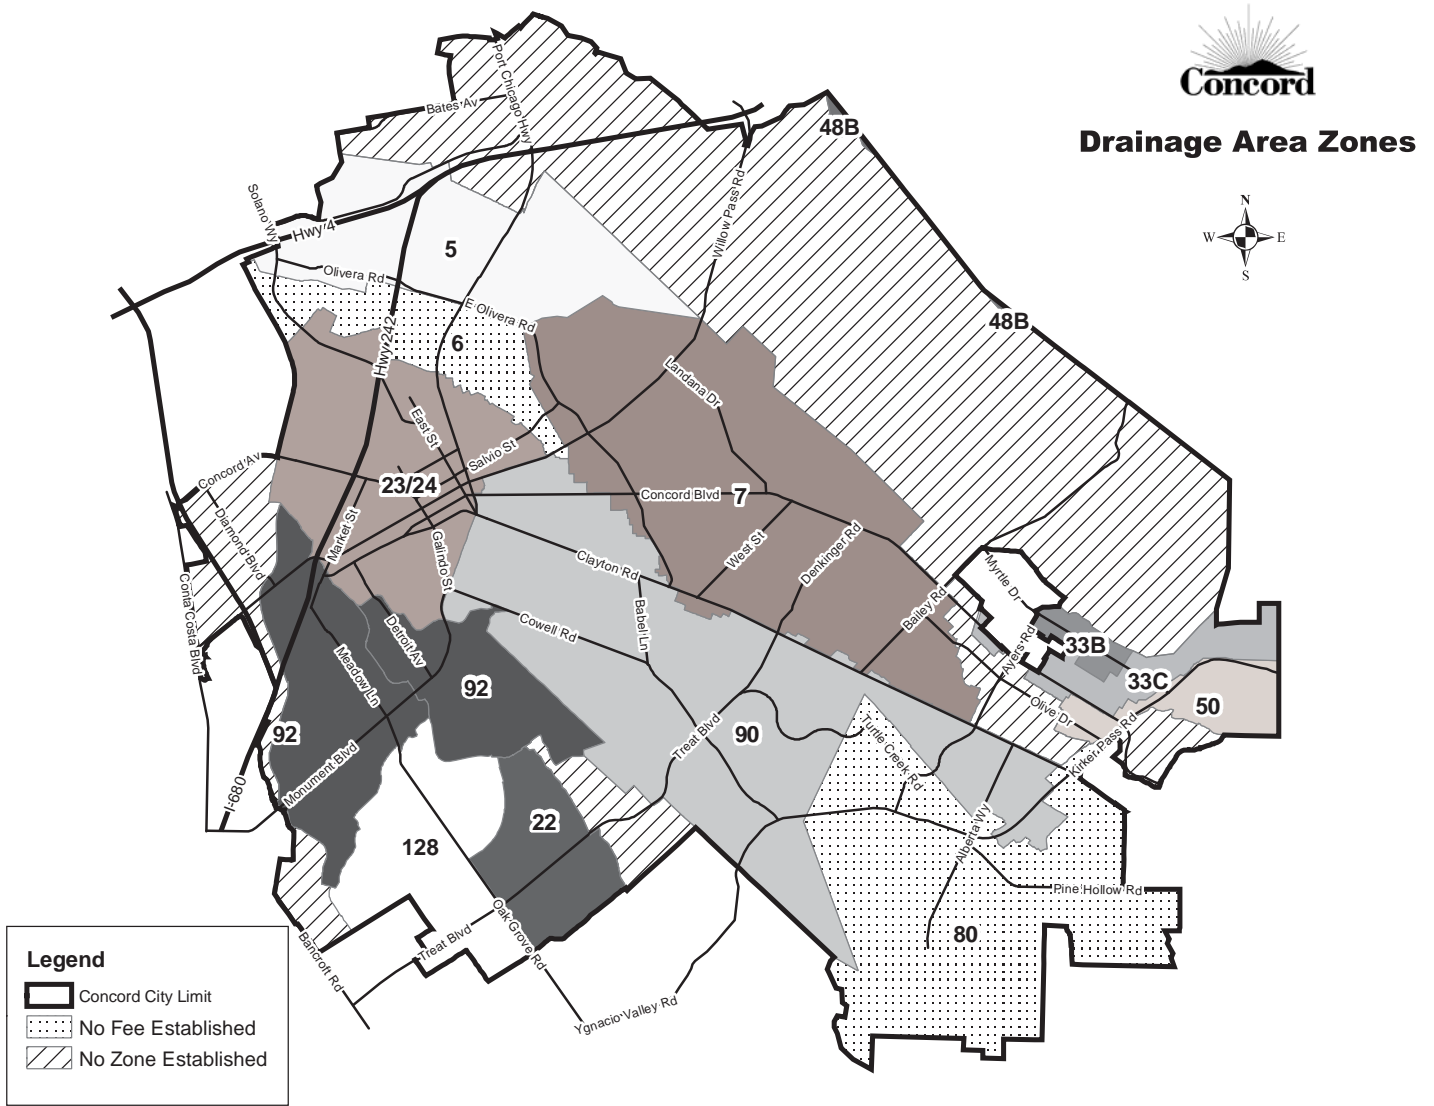 Concord
Drainage Area Zones
N
W
E
S
48B
48B
Port Chicago Hwy
Bates Av
Solano Wy
Hwy 4
Willow Pass Rd
5
Olivera Rd
E Olivera Rd
Hwy 242
6
Landana Dr
East St
Salvio St
Concord Av
23/24
Concord Blvd
7
Diamond Blvd
Market St
Galindo St
Clayton Rd
West St
Denkinger Rd
Conta Costa Blvd
Babel Ln
Bailey Rd
Myrtle Dr
Cowell Rd
Detroit Av
Meadow Ln
Ayers Rd
33B
33C
92
50
92
90
Olive Dr
Treat Blvd
Turtle Creek Rd
Kirker Pass Rd
Monument Blvd
I-680
22
128
Alberta Wy
Pine Hollow Rd
80
Oak Grove Rd
Treat Blvd
Bancroft Rd
Ygnacio Valley Rd
Legend
Concord City Limit
No Fee Established
No Zone Established